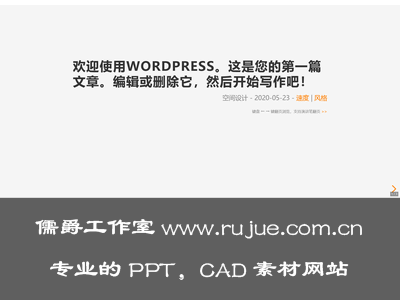 欢迎使用WORDPRESS。这是您的第一篇
文章。编辑或删除它，然后开始写作吧！
空间设计 - 2020-05-23 - 速度 | 风格
儒爵工作室 www.rujue.com.cn
专业的 PPT，CAD 素材网站